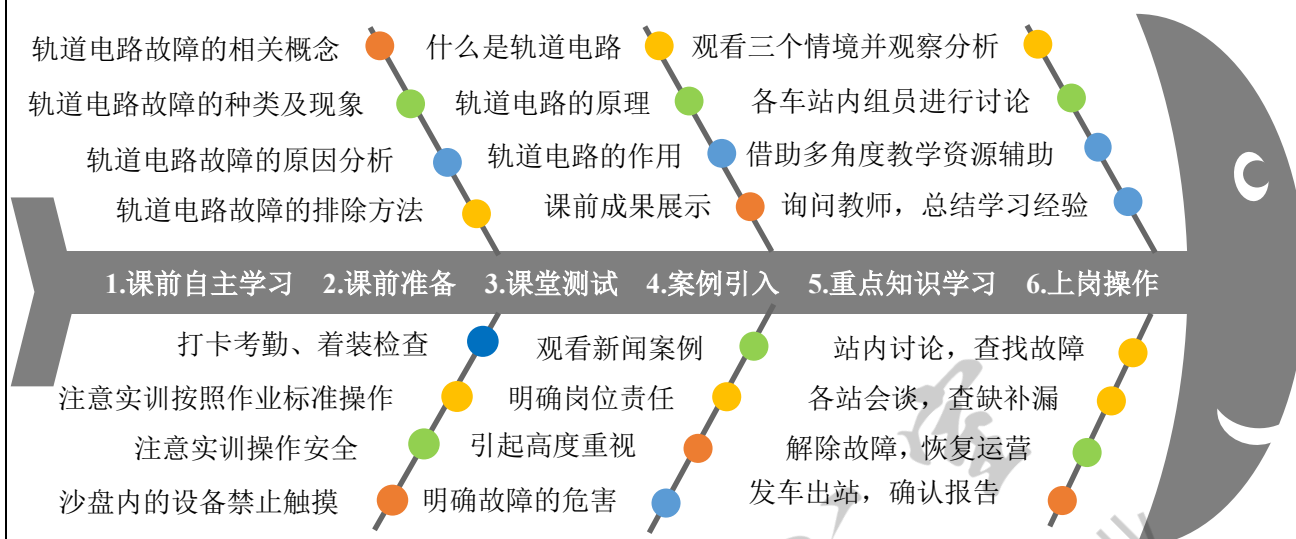 轨道电路故障的相关概念
轨道电路故障的种类及现象
轨道电路故障的原因分析
轨道电路故障的排除方法
什么是轨道电路
轨道电路的原理
轨道电路的作用
课前成果展示
观看三个情境并观察分析
各车站内组员进行讨论
借助多角度教学资源辅助
询问教师，总结学习经验
1.课前自主学习 2.课前准备 3.课堂测试 4.案例引入 5.重点知识学习 6.上岗操作
打卡考勤、着装检查
注意实训按照作业标准操作
注意实训操作安全
沙盘内的设备禁止触摸
观看新闻案例
明确岗位责任
引起高度重视
明确故障的危害
站内讨论，查找故障
各站会谈，查缺补漏
解除故障，恢复运营
发车出站，确认报告